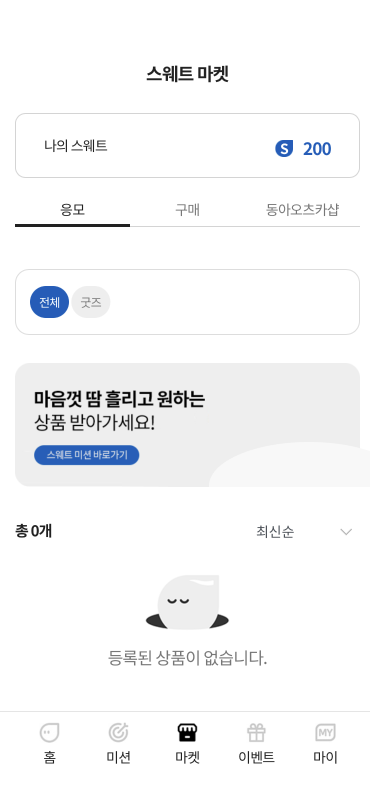 스웨트 마켓
나의 스웨트
S 200
응모 구매 동아오츠카샵
전체 굿즈
마음껏 땀 흘리고 원하는
상품 받아가세요!
스웨트 미션 바로가기
총 0개 최신순
등록된 상품이 없습니다.
MY
홈 미션 마켓 이벤트 마이